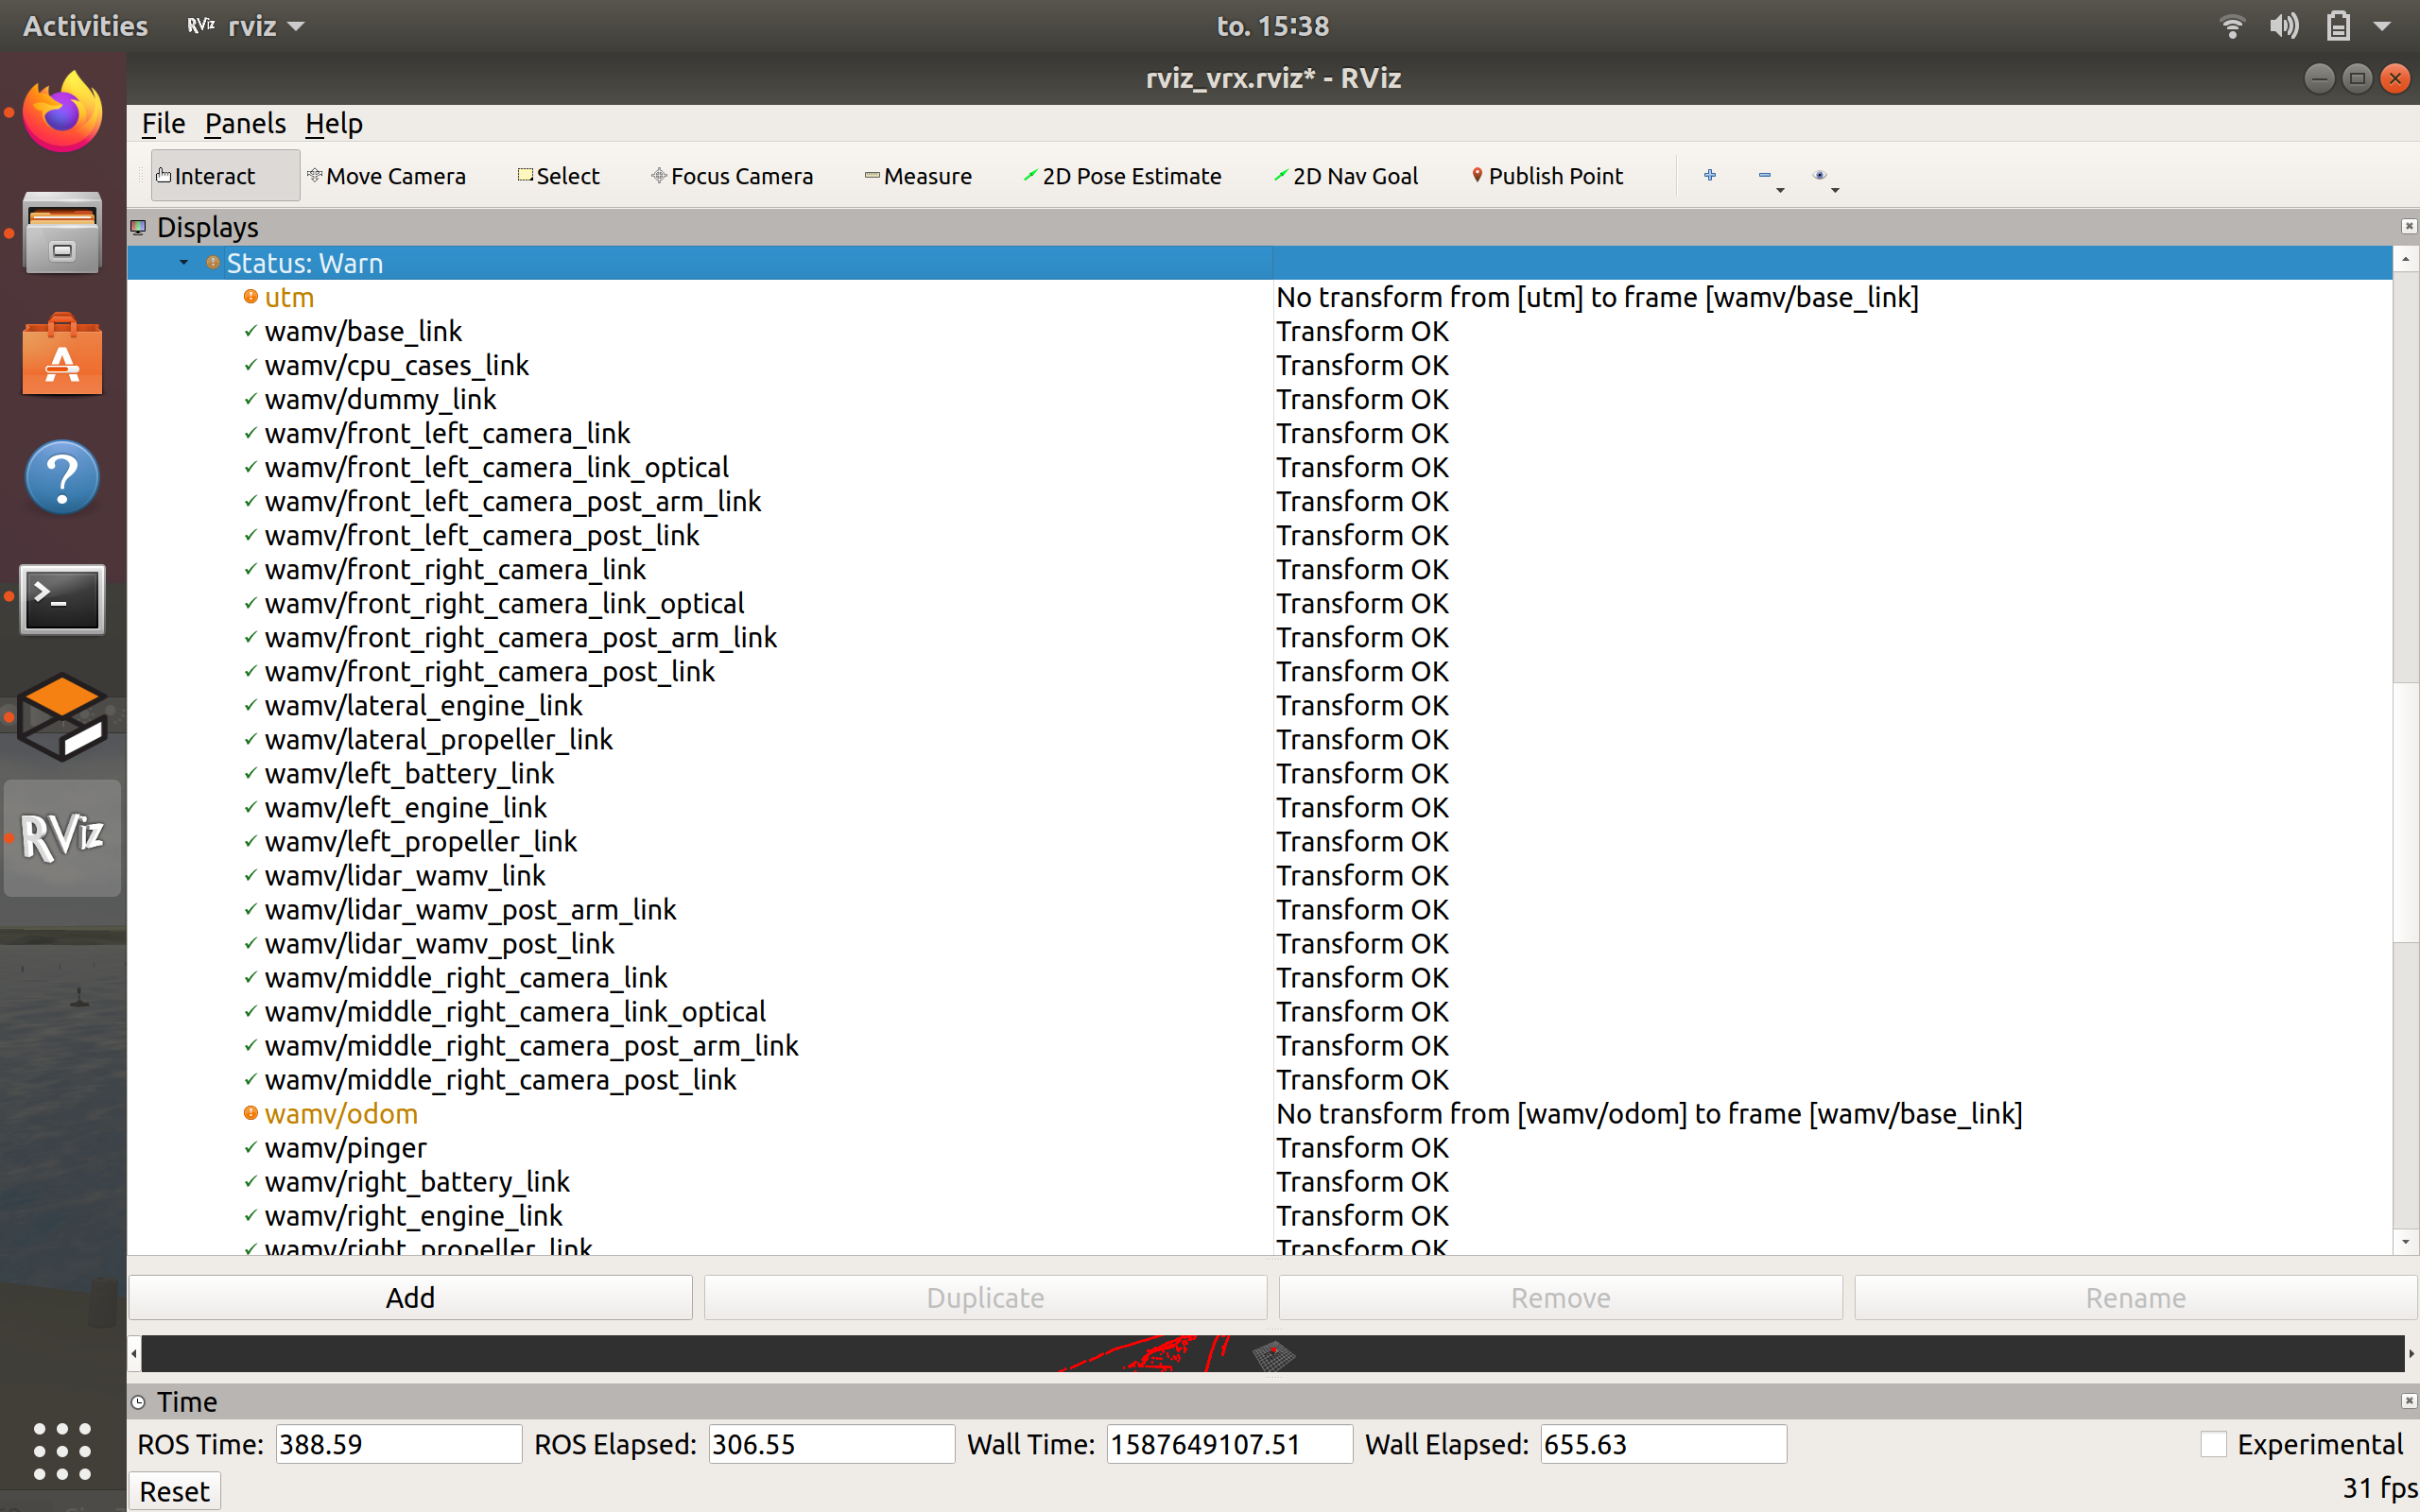 Activities RViz rviz to. 15:38
rviz_vrx.rviz* - RViz
File Panels Help
Interact Move Camera Select Focus Camera Measure 2D Pose Estimate 2D Nav Goal Publish Point
Displays
Status: Warn
utm No transform from [utm] to frame [wamv/base_link]
wamv/base_link Transform OK
wamv/cpu_cases_link Transform OK
wamv/dummy_link Transform OK
wamv/front_left_camera_link Transform OK
wamv/front_left_camera_link_optical Transform OK
wamv/front_left_camera_post_arm_link Transform OK
wamv/front_left_camera_post_link Transform OK
wamv/front_right_camera_link Transform OK
wamv/front_right_camera_link_optical Transform OK
wamv/front_right_camera_post_arm_link Transform OK
wamv/front_right_camera_post_link Transform OK
wamv/lateral_engine_link Transform OK
wamv/lateral_propeller_link Transform OK
wamv/left_battery_link Transform OK
wamv/left_engine_link Transform OK
wamv/left_propeller_link Transform OK
wamv/lidar_wamv_link Transform OK
wamv/lidar_wamv_post_arm_link Transform OK
wamv/lidar_wamv_post_link Transform OK
wamv/middle_right_camera_link Transform OK
wamv/middle_right_camera_link_optical Transform OK
wamv/middle_right_camera_post_arm_link Transform OK
wamv/middle_right_camera_post_link Transform OK
wamv/odom No transform from [wamv/odom] to frame [wamv/base_link]
wamv/pinger Transform OK
wamv/right_battery_link Transform OK
wamv/right_engine_link Transform OK
wamv/right_propeller_link Transform OK
Add Duplicate Remove Rename
RViz
Time
ROS Time: 388.59 ROS Elapsed: 306.55 Wall Time: 1587649107.51 Wall Elapsed: 655.63 Experimental
Reset 31 fps